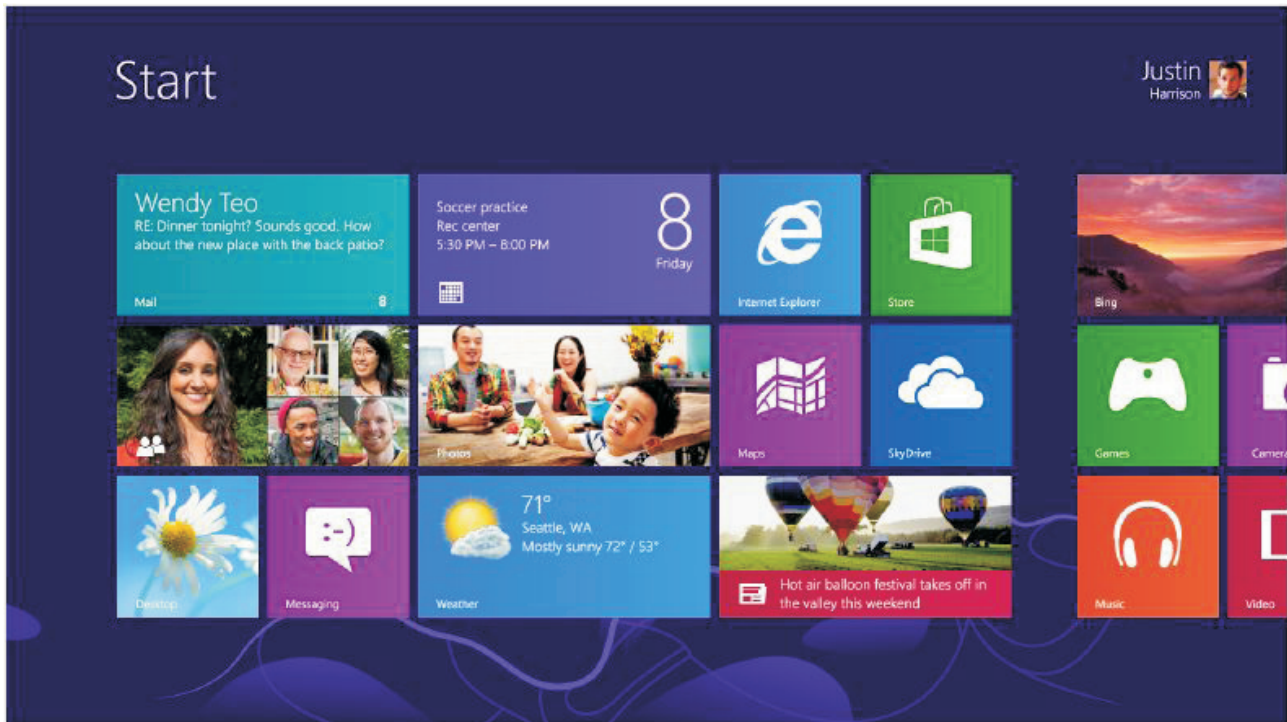 Start
Justin
Harrison
Wendy Teo
RE: Dinner tonight? Sounds good. How
about the new place with the back patio?
Mail 8
Soccer practice
Rec center
5:30 PM – 8:00 PM
8
Friday
Internet Explorer
Store
Bing
Photos
Maps
SkyDrive
Games
Camera
Desktop
:-)
Messaging
71°
Seattle, WA
Mostly sunny 72° / 53°
Weather
Hot air balloon festival takes off in
the valley this weekend
Music
Video